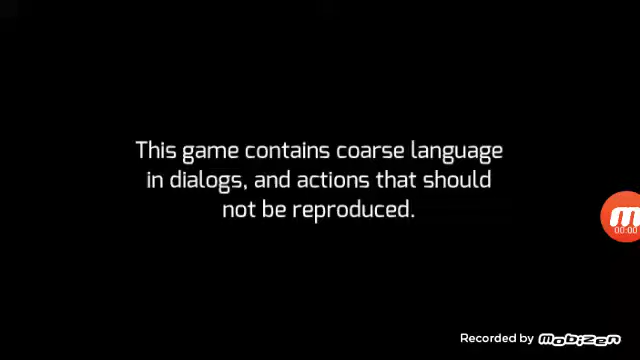 This game contains coarse language
in dialogs, and actions that should
not be reproduced.
00:00
Recorded by mobizen